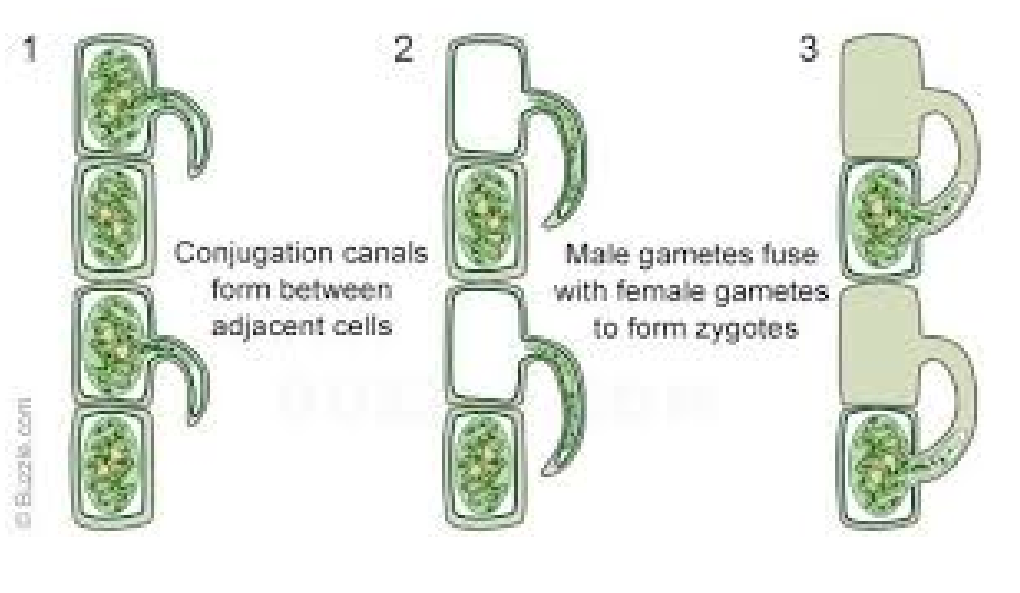 1
2
3
Conjugation canals
form between
adjacent cells
Male gametes fuse
with female gametes
to form zygotes
© Buzzle.com